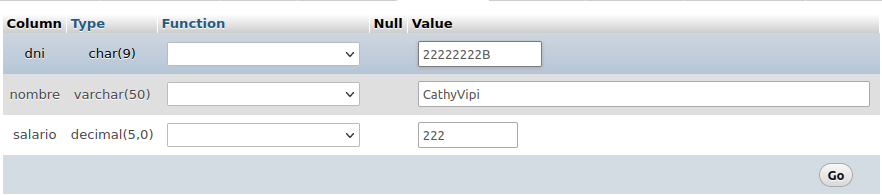 Column Type Function Null Value
dni char(9) 22222222B
nombre varchar(50) CathyVipi
salario decimal(5,0) 222
Go